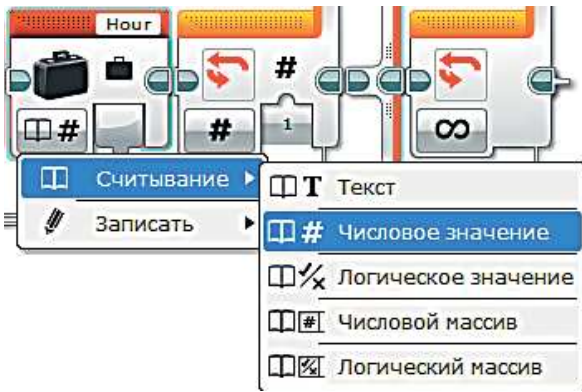 Hour
#
# # 1 ∞
Считывание
Записать
T Текст
# Числовое значение
Логическое значение
# Числовой массив
Логический массив